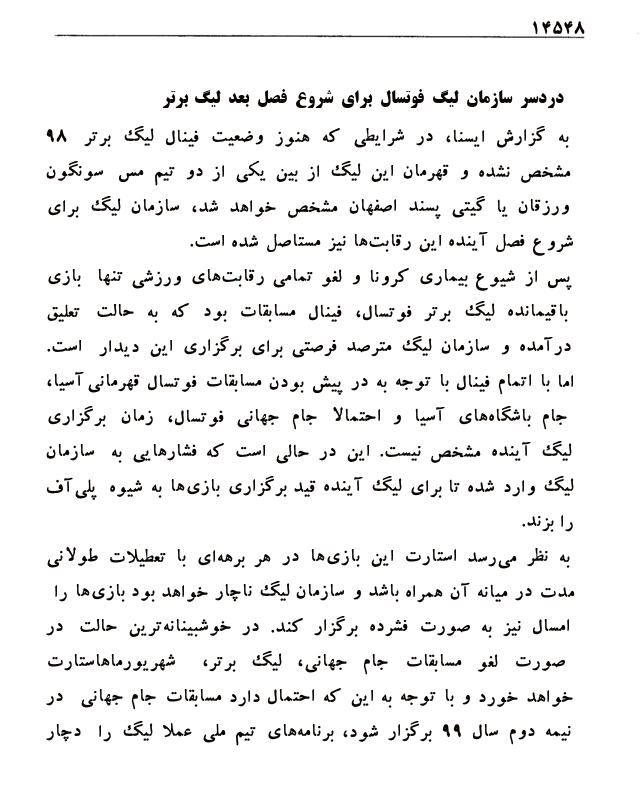 ۱۴۵۴۸
دردسر سازمان لیگ فوتسال برای شروع فصل بعد لیگ برتر
به گزارش ایسنا، در شرایطی که هنوز وضعیت فینال لیگ برتر ۹۸
مشخص نشده و قهرمان این لیگ از بین یکی از دو تیم مس سونگون
ورزقان یا گیتی پسند اصفهان مشخص خواهد شد، سازمان لیگ برای
شروع فصل آینده این رقابت‌ها نیز مستاصل شده است.
پس از شیوع بیماری کرونا و لغو تمامی رقابت‌های ورزشی تنها بازی
باقیمانده لیگ برتر فوتسال، فینال مسابقات بود که به حالت تعلیق
درآمده و سازمان لیگ مترصد فرصتی برای برگزاری این دیدار است.
اما با اتمام فینال با توجه به در پیش بودن مسابقات فوتسال قهرمانی آسیا،
جام باشگاه‌های آسیا و احتمالا جام جهانی فوتسال، زمان برگزاری
لیگ آینده مشخص نیست. این در حالی است که فشارهایی به سازمان
لیگ وارد شده تا برای لیگ آینده قید برگزاری بازی‌ها به شیوه پلی‌آف
را بزند.
به نظر می‌رسد استارت این بازی‌ها در هر برهه‌ای با تعطیلات طولانی
مدت در میانه آن همراه باشد و سازمان لیگ ناچار خواهد بود بازی‌ها را
امسال نیز به صورت فشرده برگزار کند. در خوشبینانه‌ترین حالت در
صورت لغو مسابقات جام جهانی، لیگ برتر، شهریورماهاستارت
خواهد خورد و با توجه به این که احتمال دارد مسابقات جام جهانی در
نیمه دوم سال ۹۹ برگزار شود، برنامه‌های تیم ملی عملا لیگ را دچار